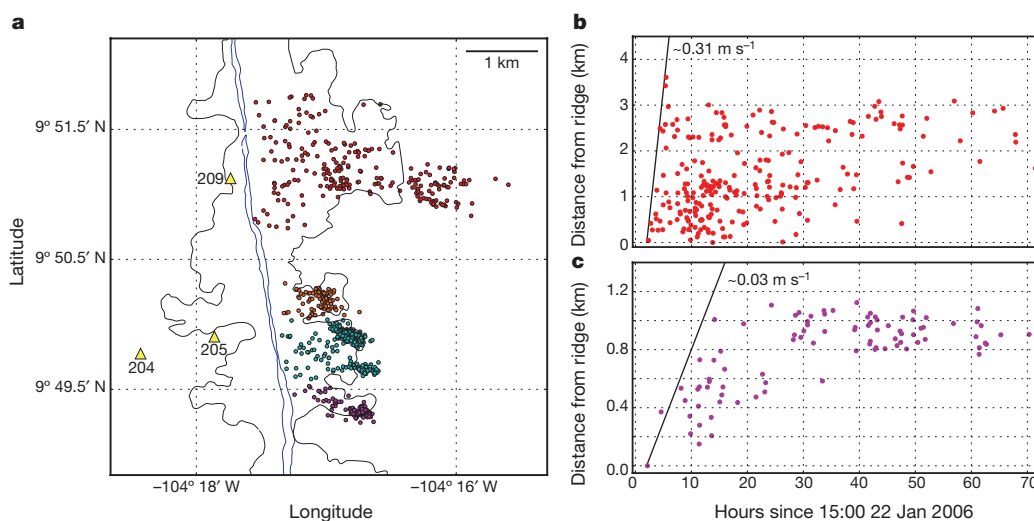 a
1 km
9° 51.5′ N
9° 50.5′ N
9° 49.5′ N
Latitude
209
205
204
−104° 18′ W
−104° 16′ W
Longitude
b
~0.31 m s⁻¹
Distance from ridge (km)
4
3
2
1
0
c
~0.03 m s⁻¹
Distance from ridge (km)
1.2
0.8
0.4
0.0
0 10 20 30 40 50 60 70
Hours since 15:00 22 Jan 2006